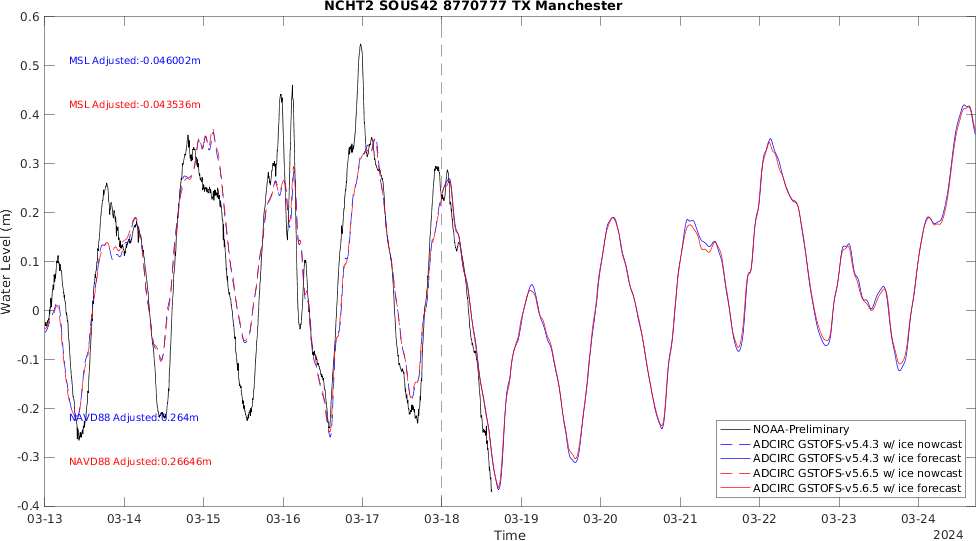 NCHT2 SOUS42 8770777 TX Manchester
0.6
0.5
0.4
0.3
0.2
0.1
0
-0.1
-0.2
-0.3
-0.4
Water Level (m)
MSL Adjusted:-0.046002m
MSL Adjusted:-0.043536m
NAVD88 Adjusted:0.264m
NAVD88 Adjusted:0.26646m
NOAA-Preliminary
ADCIRC GSTOFS-v5.4.3 w/ ice nowcast
ADCIRC GSTOFS-v5.4.3 w/ ice forecast
ADCIRC GSTOFS-v5.6.5 w/ ice nowcast
ADCIRC GSTOFS-v5.6.5 w/ ice forecast
03-13 03-14 03-15 03-16 03-17 03-18 03-19 03-20 03-21 03-22 03-23 03-24
Time
2024